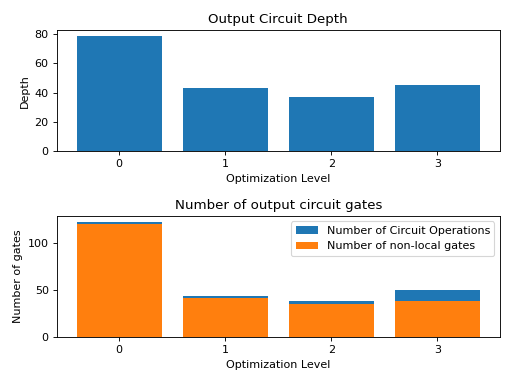 Output Circuit Depth
80
60
40
20
0
Depth
0 1 2 3
Optimization Level
Number of output circuit gates
100
50
0
Number of gates
Number of Circuit Operations
Number of non-local gates
0 1 2 3
Optimization Level